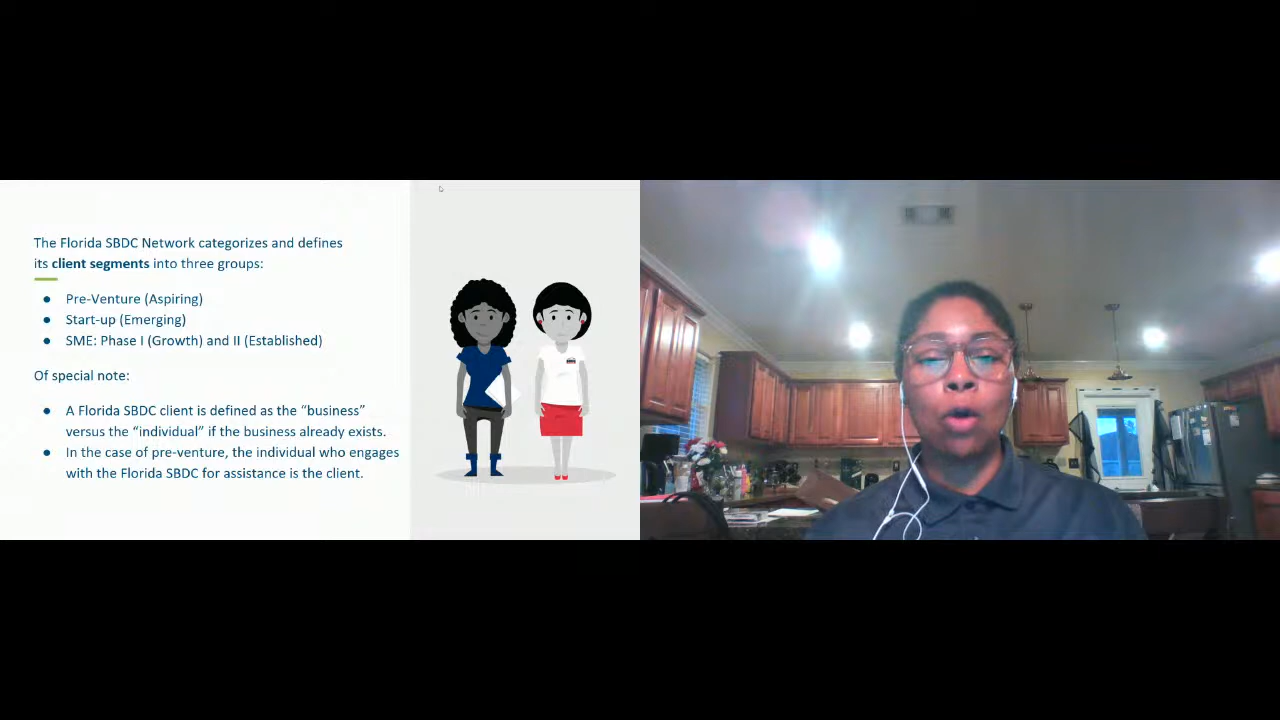 The Florida SBDC Network categorizes and defines
its client segments into three groups:
● Pre-Venture (Aspiring)
● Start-up (Emerging)
● SME: Phase I (Growth) and II (Established)
Of special note:
● A Florida SBDC client is defined as the “business”
versus the “individual” if the business already exists.
● In the case of pre-venture, the individual who engages
with the Florida SBDC for assistance is the client.